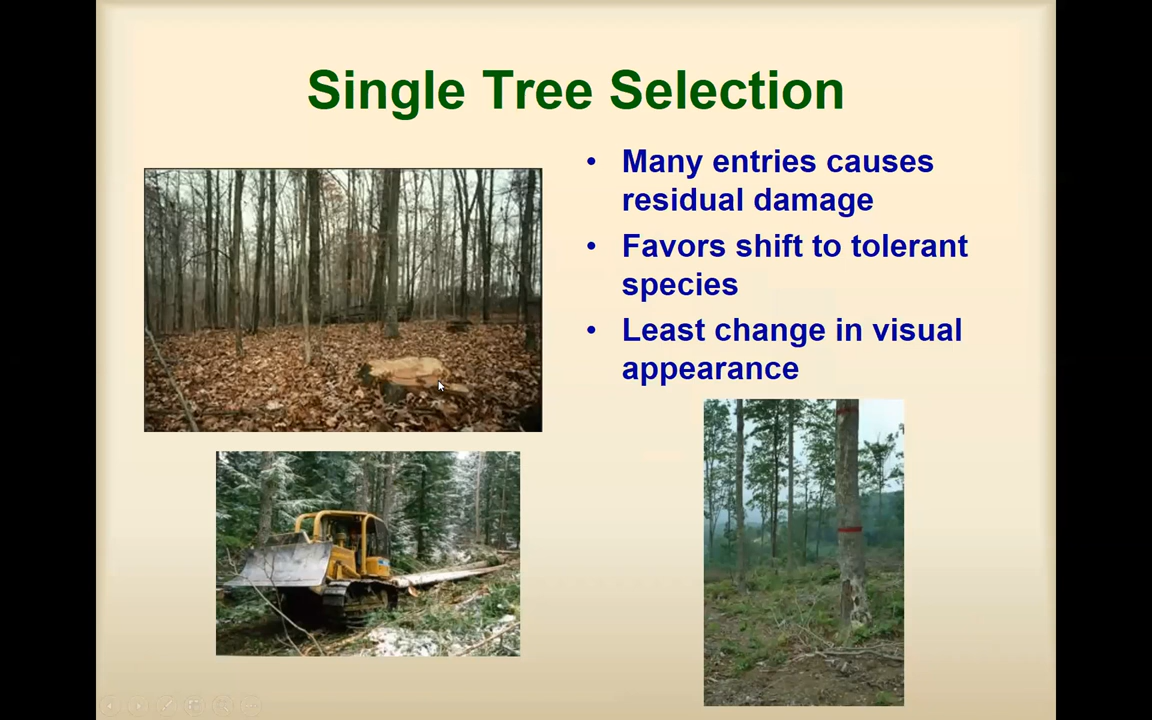 Single Tree Selection
• Many entries causes
residual damage
• Favors shift to tolerant
species
• Least change in visual
appearance